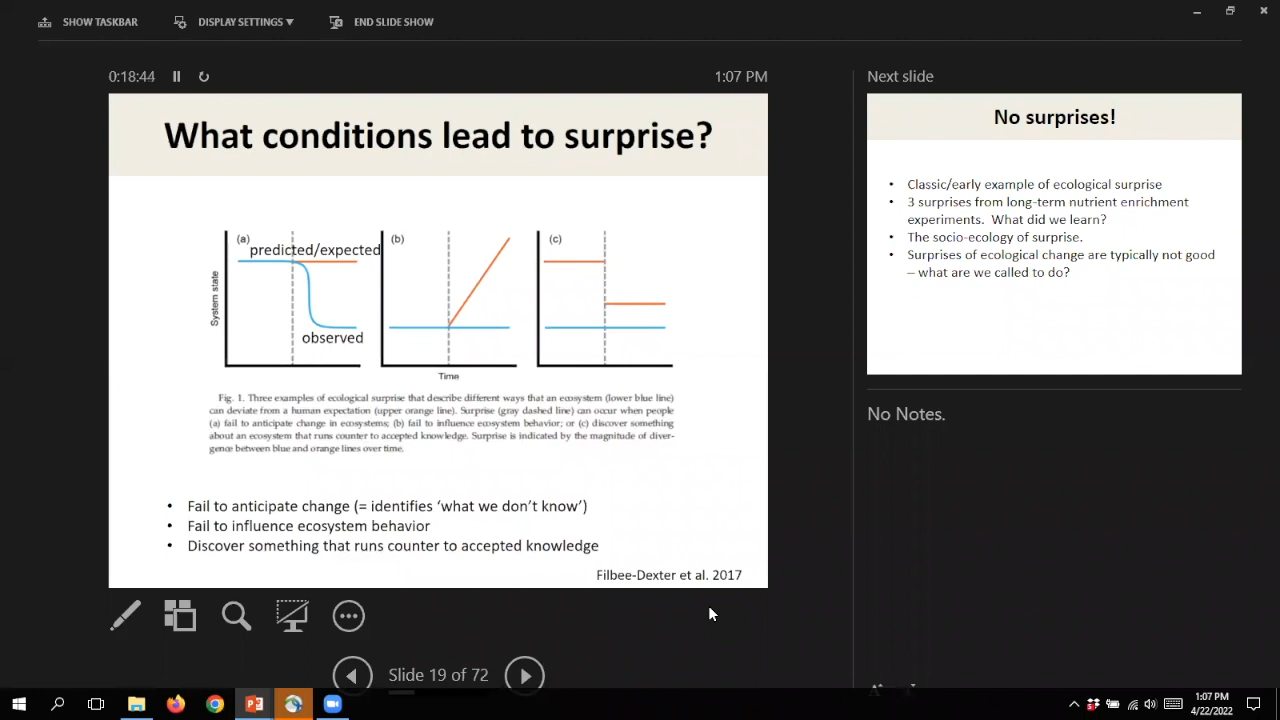 SHOW TASKBAR
DISPLAY SETTINGS ▼
END SLIDE SHOW
0:18:44
1:07 PM
What conditions lead to surprise?
(a)
predicted/expected
(b)
(c)
System state
observed
Time
Fig. 1. Three examples of ecological surprise that describe different ways that an ecosystem (lower blue line)
can deviate from a human expectation (upper orange line). Surprise (gray dashed line) can occur when people
(a) fail to anticipate change in ecosystems; (b) fail to influence ecosystem behavior; or (c) discover something
about an ecosystem that runs counter to accepted knowledge. Surprise is indicated by the magnitude of diver-
gence between blue and orange lines over time.
• Fail to anticipate change (= identifies ‘what we don’t know’)
• Fail to influence ecosystem behavior
• Discover something that runs counter to accepted knowledge
Filbee-Dexter et al. 2017
Slide 19 of 72
Next slide
No surprises!
• Classic/early example of ecological surprise
• 3 surprises from long-term nutrient enrichment
experiments. What did we learn?
• The socio-ecology of surprise.
• Surprises of ecological change are typically not good
– what are we called to do?
No Notes.
1:07 PM
4/22/2022